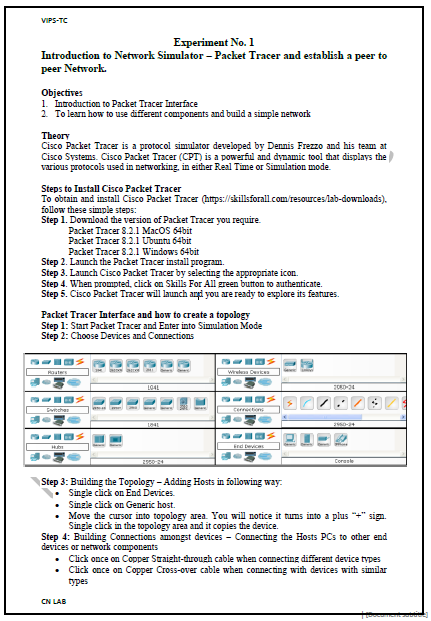 VIPS-TC
Experiment No. 1
Introduction to Network Simulator – Packet Tracer and establish a peer to
peer Network.
Objectives
1. Introduction to Packet Tracer Interface
2. To learn how to use different components and build a simple network
Theory
Cisco Packet Tracer is a protocol simulator developed by Dennis Frezzo and his team at
Cisco Systems. Cisco Packet Tracer (CPT) is a powerful and dynamic tool that displays the
various protocols used in networking, in either Real Time or Simulation mode.
Steps to Install Cisco Packet Tracer
To obtain and install Cisco Packet Tracer (https://skillsforall.com/resources/lab-downloads),
follow these simple steps:
Step 1. Download the version of Packet Tracer you require.
Packet Tracer 8.2.1 MacOS 64bit
Packet Tracer 8.2.1 Ubuntu 64bit
Packet Tracer 8.2.1 Windows 64bit
Step 2. Launch the Packet Tracer install program.
Step 3. Launch Cisco Packet Tracer by selecting the appropriate icon.
Step 4. When prompted, click on Skills For All green button to authenticate.
Step 5. Cisco Packet Tracer will launch and you are ready to explore its features.
Packet Tracer Interface and how to create a topology
Step 1: Start Packet Tracer and Enter into Simulation Mode
Step 2: Choose Devices and Connections
Routers
1841
Wireless Devices
2950-24
Switches
1841
Connections
2950-24
Hubs
2950-24
End Devices
Console
Step 3: Building the Topology – Adding Hosts in following way:
• Single click on End Devices.
• Single click on Generic host.
• Move the cursor into topology area. You will notice it turns into a plus "+" sign.
Single click in the topology area and it copies the device.
Step 4: Building Connections amongst devices – Connecting the Hosts PCs to other end
devices or network components
• Click once on Copper Straight-through cable when connecting different device types
• Click once on Copper Cross-over cable when connecting with devices with similar
types
CN LAB
[Document subtitle]